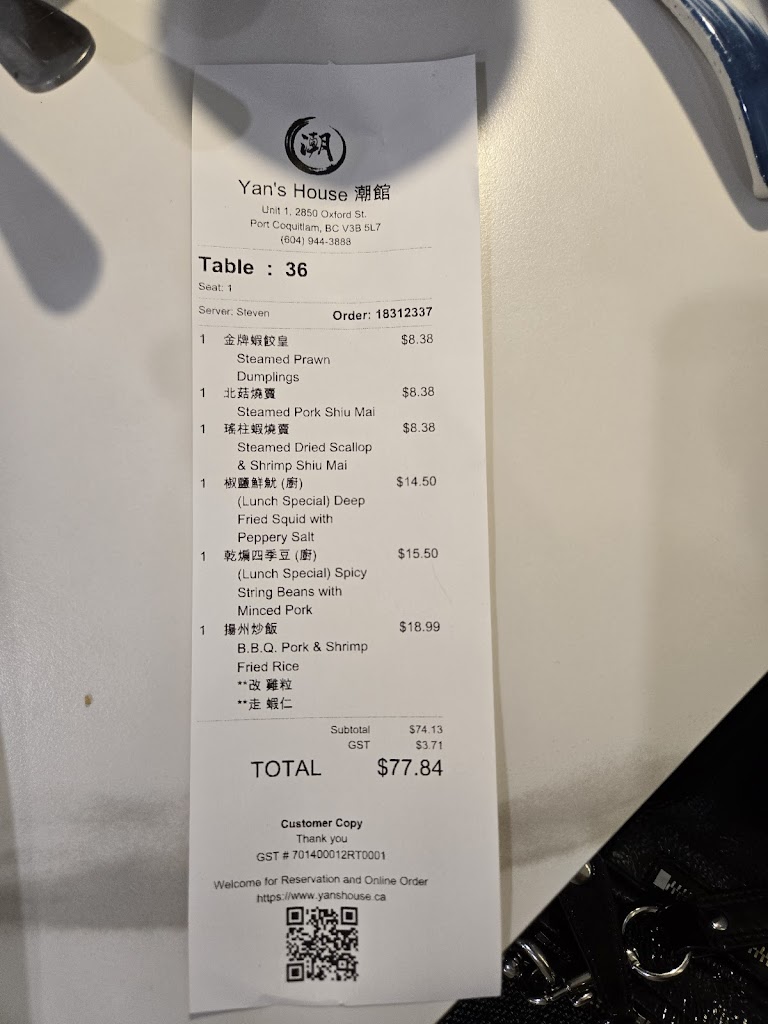 潮
Yan's House 潮館
Unit 1, 2850 Oxford St.
Port Coquitlam, BC V3B 5L7
(604) 944-3888
Table : 36
Seat: 1
Server: Steven Order: 18312337
1 金牌蝦餃皇 $8.38
Steamed Prawn
Dumplings
1 北菇燒賣 $8.38
Steamed Pork Shiu Mai
1 瑤柱蝦燒賣 $8.38
Steamed Dried Scallop
& Shrimp Shiu Mai
1 椒鹽鮮魷 (廚) $14.50
(Lunch Special) Deep
Fried Squid with
Peppery Salt
1 乾煸四季豆 (廚) $15.50
(Lunch Special) Spicy
String Beans with
Minced Pork
1 揚州炒飯 $18.99
B.B.Q. Pork & Shrimp
Fried Rice
**改 雞粒
**走 蝦仁
Subtotal $74.13
GST $3.71
TOTAL $77.84
Customer Copy
Thank you
GST # 701400012RT0001
Welcome for Reservation and Online Order
https://www.yanshouse.ca